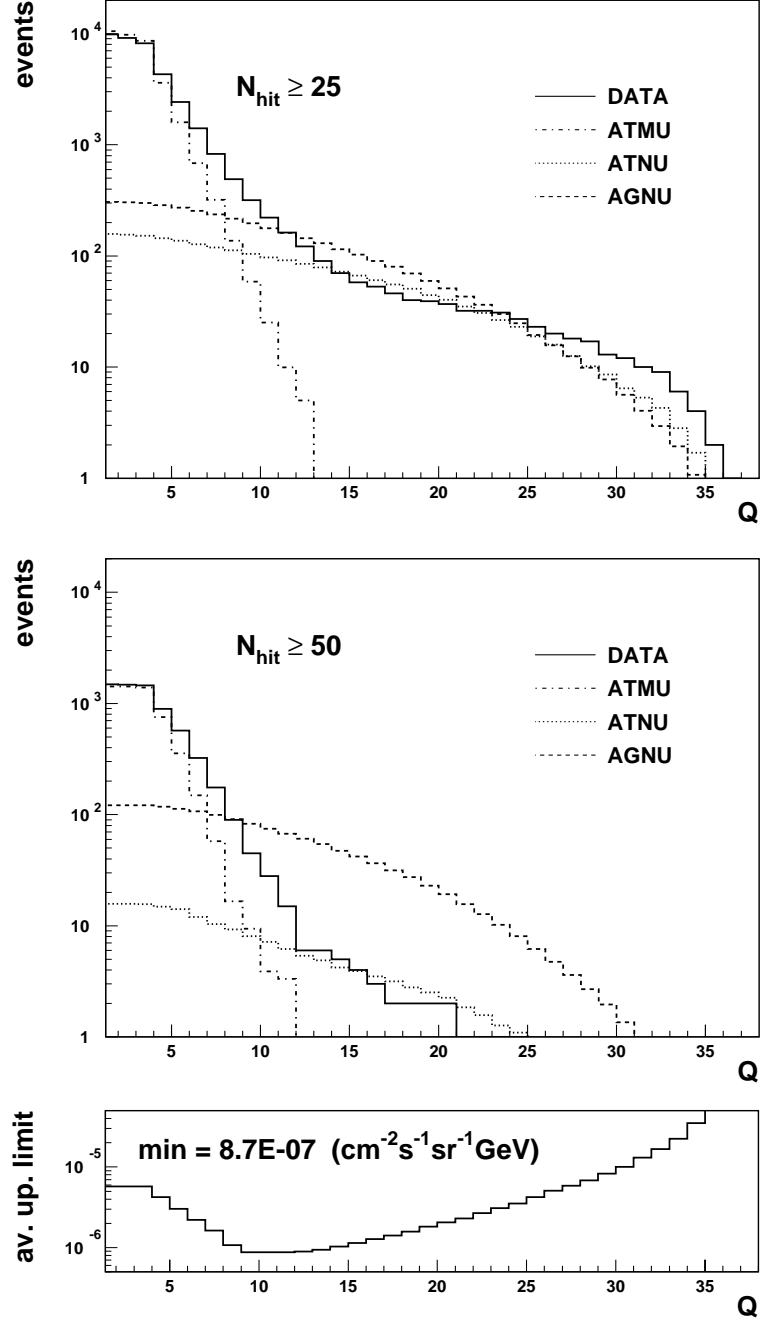 events
10⁴
10³
10²
10
1
N_hit ≥ 25
DATA
ATMU
ATNU
AGNU
5 10 15 20 25 30 35
Q
events
10⁴
10³
10²
10
1
N_hit ≥ 50
DATA
ATMU
ATNU
AGNU
5 10 15 20 25 30 35
Q
av. up. limit
10⁻⁵
10⁻⁶
min = 8.7E-07 (cm⁻²s⁻¹sr⁻¹GeV)
5 10 15 20 25 30 35
Q